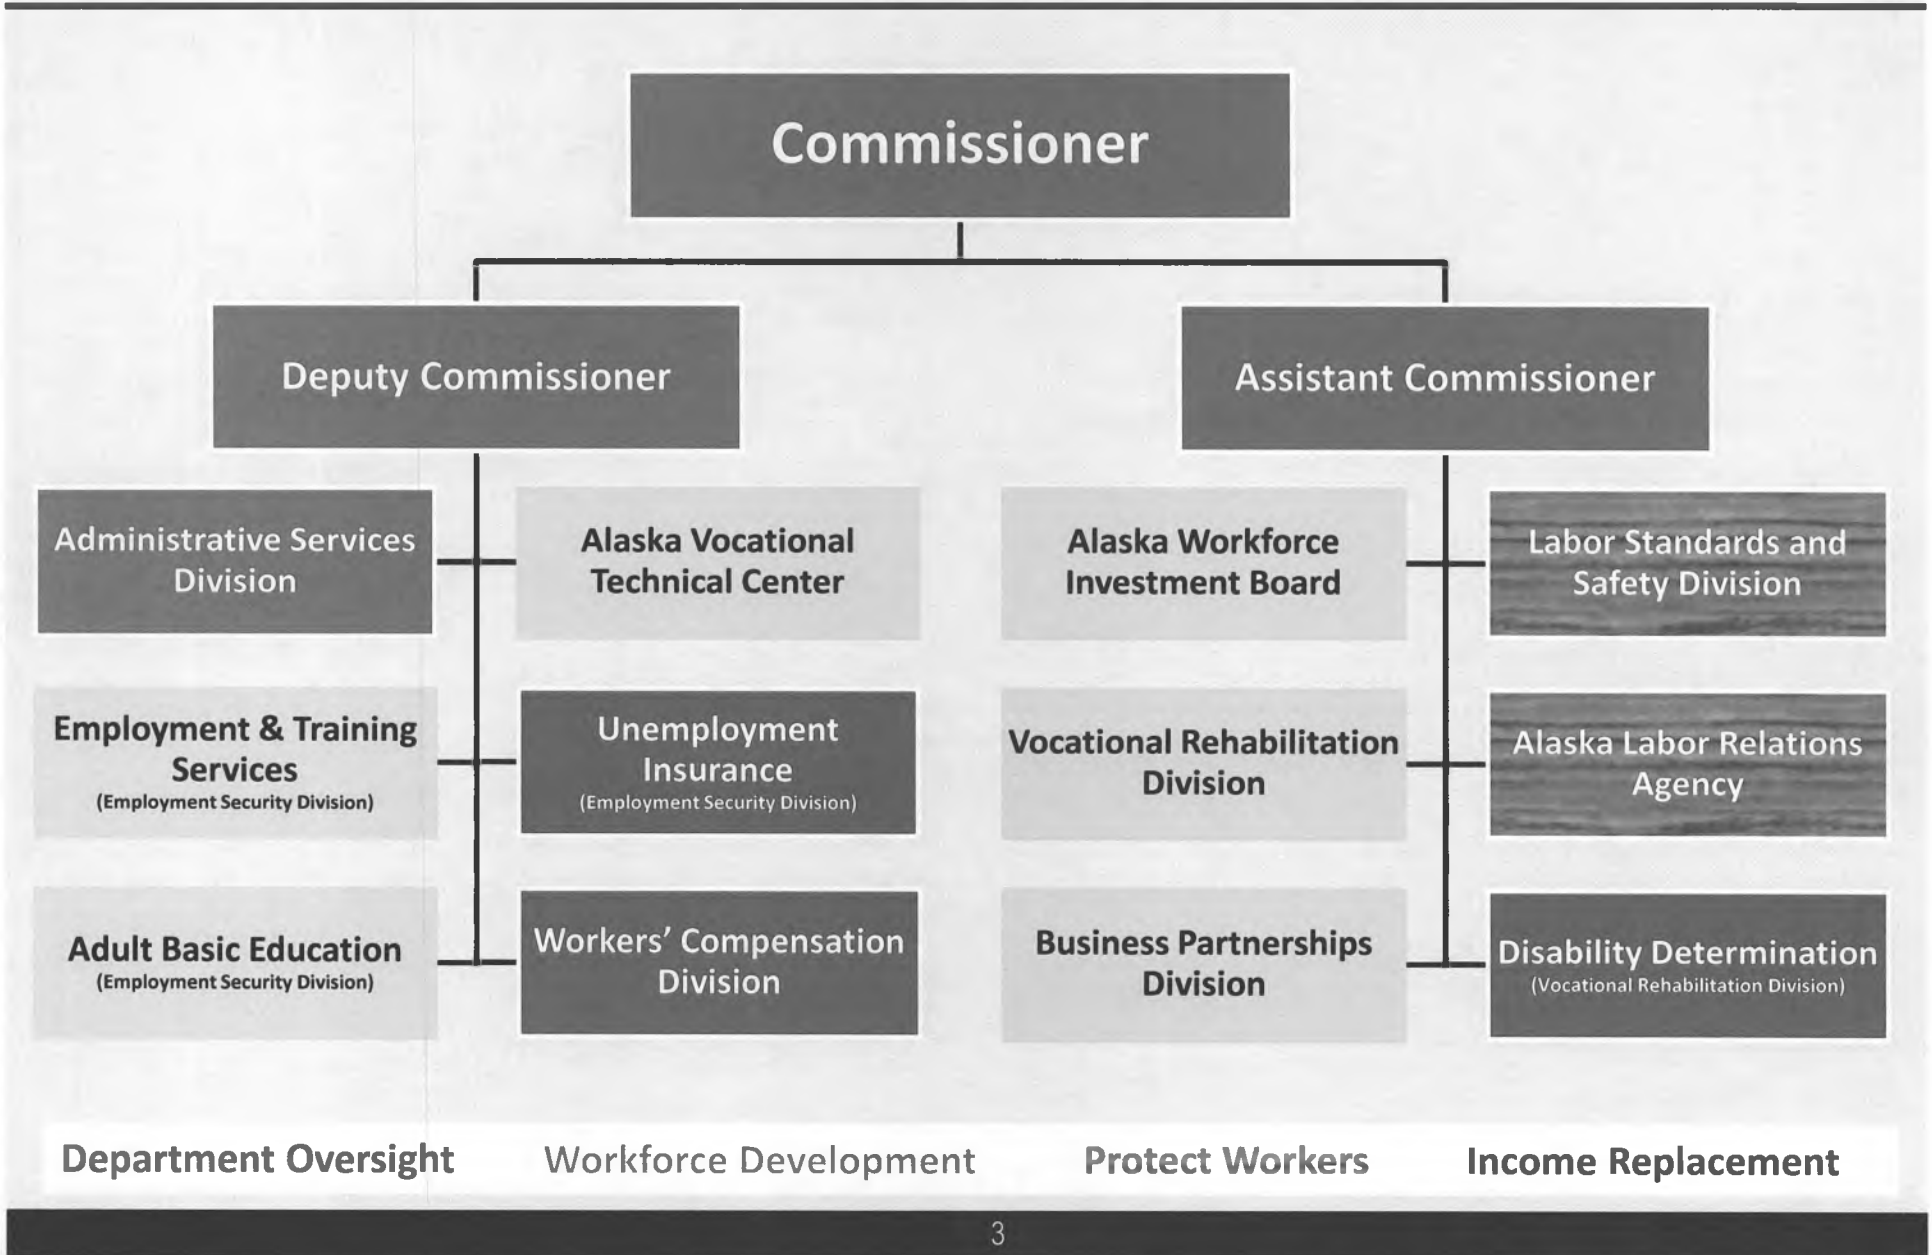 Commissioner
Deputy Commissioner
Assistant Commissioner
Administrative Services
Division
Alaska Vocational
Technical Center
Alaska Workforce
Investment Board
Labor Standards and
Safety Division
Employment & Training
Services
(Employment Security Division)
Unemployment
Insurance
(Employment Security Division)
Vocational Rehabilitation
Division
Alaska Labor Relations
Agency
Adult Basic Education
(Employment Security Division)
Workers’ Compensation
Division
Business Partnerships
Division
Disability Determination
(Vocational Rehabilitation Division)
Department Oversight
Workforce Development
Protect Workers
Income Replacement
3